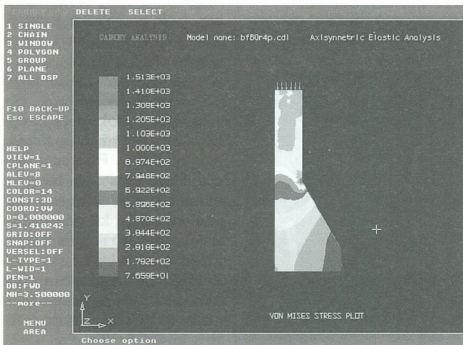 DELETE SELECT
1 SINGLE
2 CHAIN
3 WINDOW
4 POLYGON
5 GROUP
6 PLANE
7 ALL DSP
F10 BACK-UP
Esc ESCAPE
HELP
VIEW=1
CPLANE=1
ALEV=8
MLEV=0
COLOR=14
CONST:3D
COORD:VW
D=0.000000
S=1.410242
GRID:OFF
SNAP:OFF
VERSEL:OFF
L-TYPE=1
L-WID=1
PEN=1
DB:FWD
NH=3.500000
--more--
MENU
AREA
CADKEY ANALYSIS Model name: bf60r4p.cdl Axisymmetric Elastic Analysis
1.513E+03
1.410E+03
1.308E+03
1.205E+03
1.103E+03
1.000E+03
8.974E+02
7.948E+02
6.922E+02
5.896E+02
4.870E+02
3.844E+02
2.818E+02
1.792E+02
7.659E+01
Y
Z X
VON MISES STRESS PLOT
Choose option